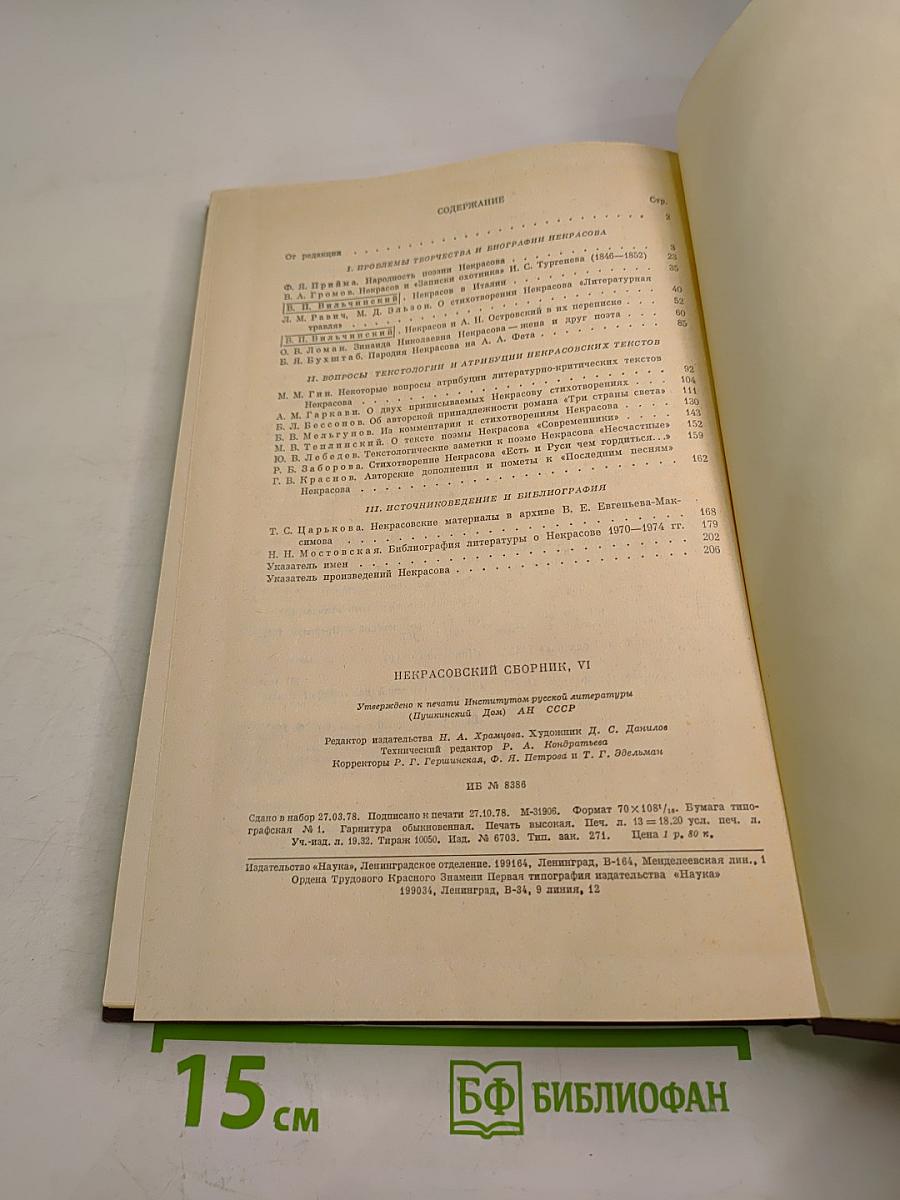 СОДЕРЖАНИЕ
Стр.
От редакции . . . 2
I. ПРОБЛЕМЫ ТВОРЧЕСТВА И БИОГРАФИИ НЕКРАСОВА
Ф. Я. Прийма. Народность поэзии Некрасова . . . 3
В. А. Громов. Некрасов и «Записки охотника» И. С. Тургенева (1846—1852) 23
В. П. Вильчинский. Некрасов в Италии . . . 35
Л. М. Равич, М. Д. Эльзон. О стихотворении Некрасова «Литературная
травля» . . . 40
В. П. Вильчинский. Некрасов и А. Н. Островский в их переписке . . . 52
О. В. Ломан. Зинаида Николаевна Некрасова — жена и друг поэта . . . 60
Б. Я. Бухштаб. Пародия Некрасова на А. А. Фета . . . 85
II. ВОПРОСЫ ТЕКСТОЛОГИИ И АТРИБУЦИИ НЕКРАСОВСКИХ ТЕКСТОВ
М. М. Гин. Некоторые вопросы атрибуции литературно-критических текстов
Некрасова . . . 92
А. М. Гаркави. О двух приписываемых Некрасову стихотворениях . . . 104
Б. Л. Бессонов. Об авторской принадлежности романа «Три страны света» 111
Б. В. Мельгунов. Из комментария к стихотворениям Некрасова . . . 130
М. В. Теплинский. О тексте поэмы Некрасова «Современники» . . . 143
Ю. В. Лебедев. Текстологические заметки к поэме Некрасова «Несчастные» 152
Р. Б. Заборова. Стихотворение Некрасова «Есть и Руси чем гордиться...» 159
Г. В. Краснов. Авторские дополнения и пометы к «Последним песням»
Некрасова . . . 162
III. ИСТОЧНИКОВЕДЕНИЕ И БИБЛИОГРАФИЯ
Т. С. Царькова. Некрасовские материалы в архиве В. Е. Евгеньева-Мак-
симова . . . 168
Н. Н. Мостовская. Библиография литературы о Некрасове 1970—1974 гг. 179
Указатель имен . . . 202
Указатель произведений Некрасова . . . 206
НЕКРАСОВСКИЙ СБОРНИК, VI
Утверждено к печати Институтом русской литературы
(Пушкинский Дом) АН СССР
Редактор издательства Н. А. Храмцова. Художник Д. С. Данилов
Технический редактор Р. А. Кондратьева
Корректоры Р. Г. Гершинская, Ф. Я. Петрова и Т. Г. Эдельман
ИБ № 8386
Сдано в набор 27.03.78. Подписано к печати 27.10.78. М-31906. Формат 70×108¹/₁₆. Бумага типо-
графская № 1. Гарнитура обыкновенная. Печать высокая. Печ. л. 13 = 18.20 усл. печ. л.
Уч.-изд. л. 19.32. Тираж 10050. Изд. № 6703. Тип. зак. 271. Цена 1 р. 80 к.
Издательство «Наука», Ленинградское отделение. 199164, Ленинград, В-164, Менделеевская лин., 1
Ордена Трудового Красного Знамени Первая типография издательства «Наука»
199034, Ленинград, В-34, 9 линия, 12
15 см
БФ БИБЛИОФАН